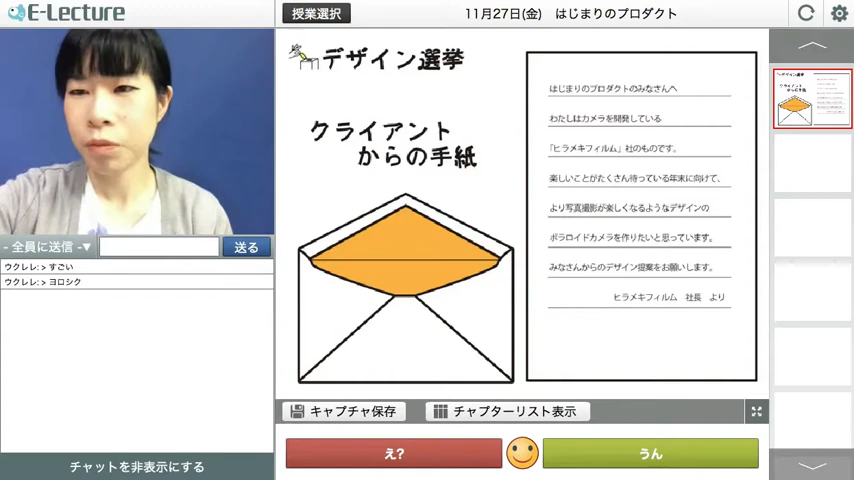 E-Lecture
授業選択
11月27日(金) はじまりのプロダクト
- 全員に送信 -▼
送る
ウクレレ:> すごい
ウクレレ:> ヨロシク
チャットを非表示にする
デザイン選挙
クライアント
からの手紙
はじまりのプロダクトのみなさんへ
わたしはカメラを開発している
「ヒラメキフィルム」社のものです。
楽しいことがたくさん待っている年末に向けて、
より写真撮影が楽しくなるようなデザインの
ポラロイドカメラを作りたいと思っています。
みなさんからのデザイン提案をお願いします。
ヒラメキフィルム 社長 より
キャプチャ保存
チャプターリスト表示
え?
うん